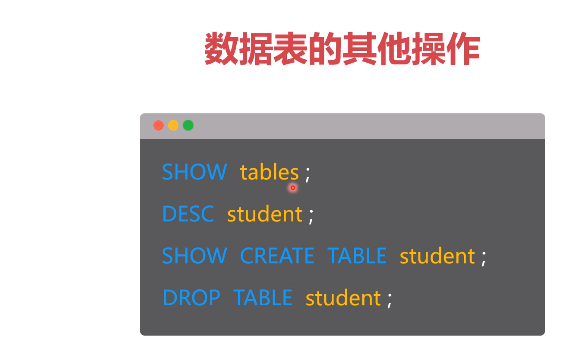 数据表的其他操作
SHOW tables ;
DESC student ;
SHOW CREATE TABLE student ;
DROP TABLE student ;